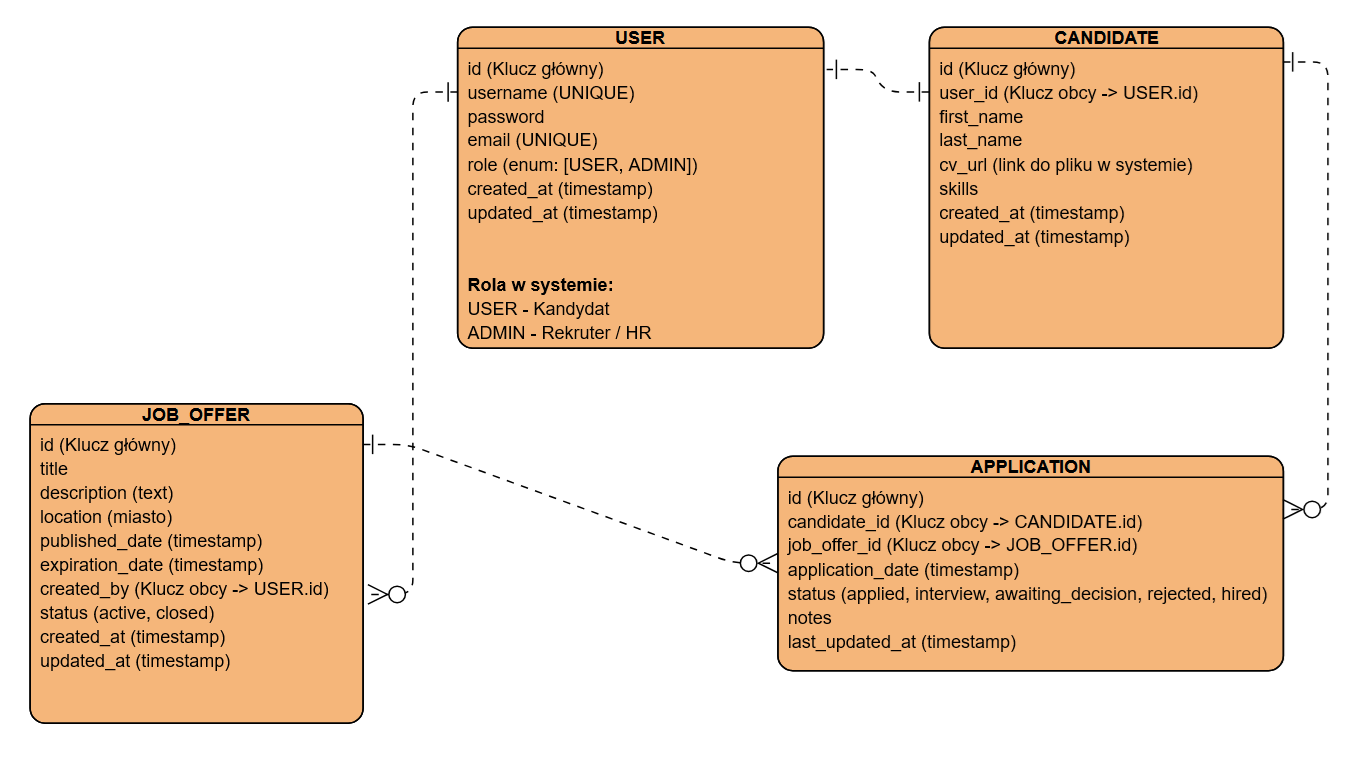 USER
id (Klucz główny)
username (UNIQUE)
password
email (UNIQUE)
role (enum: [USER, ADMIN])
created_at (timestamp)
updated_at (timestamp)
Rola w systemie:
USER - Kandydat
ADMIN - Rekruter / HR
CANDIDATE
id (Klucz główny)
user_id (Klucz obcy -> USER.id)
first_name
last_name
cv_url (link do pliku w systemie)
skills
created_at (timestamp)
updated_at (timestamp)
JOB_OFFER
id (Klucz główny)
title
description (text)
location (miasto)
published_date (timestamp)
expiration_date (timestamp)
created_by (Klucz obcy -> USER.id)
status (active, closed)
created_at (timestamp)
updated_at (timestamp)
APPLICATION
id (Klucz główny)
candidate_id (Klucz obcy -> CANDIDATE.id)
job_offer_id (Klucz obcy -> JOB_OFFER.id)
application_date (timestamp)
status (applied, interview, awaiting_decision, rejected, hired)
notes
last_updated_at (timestamp)